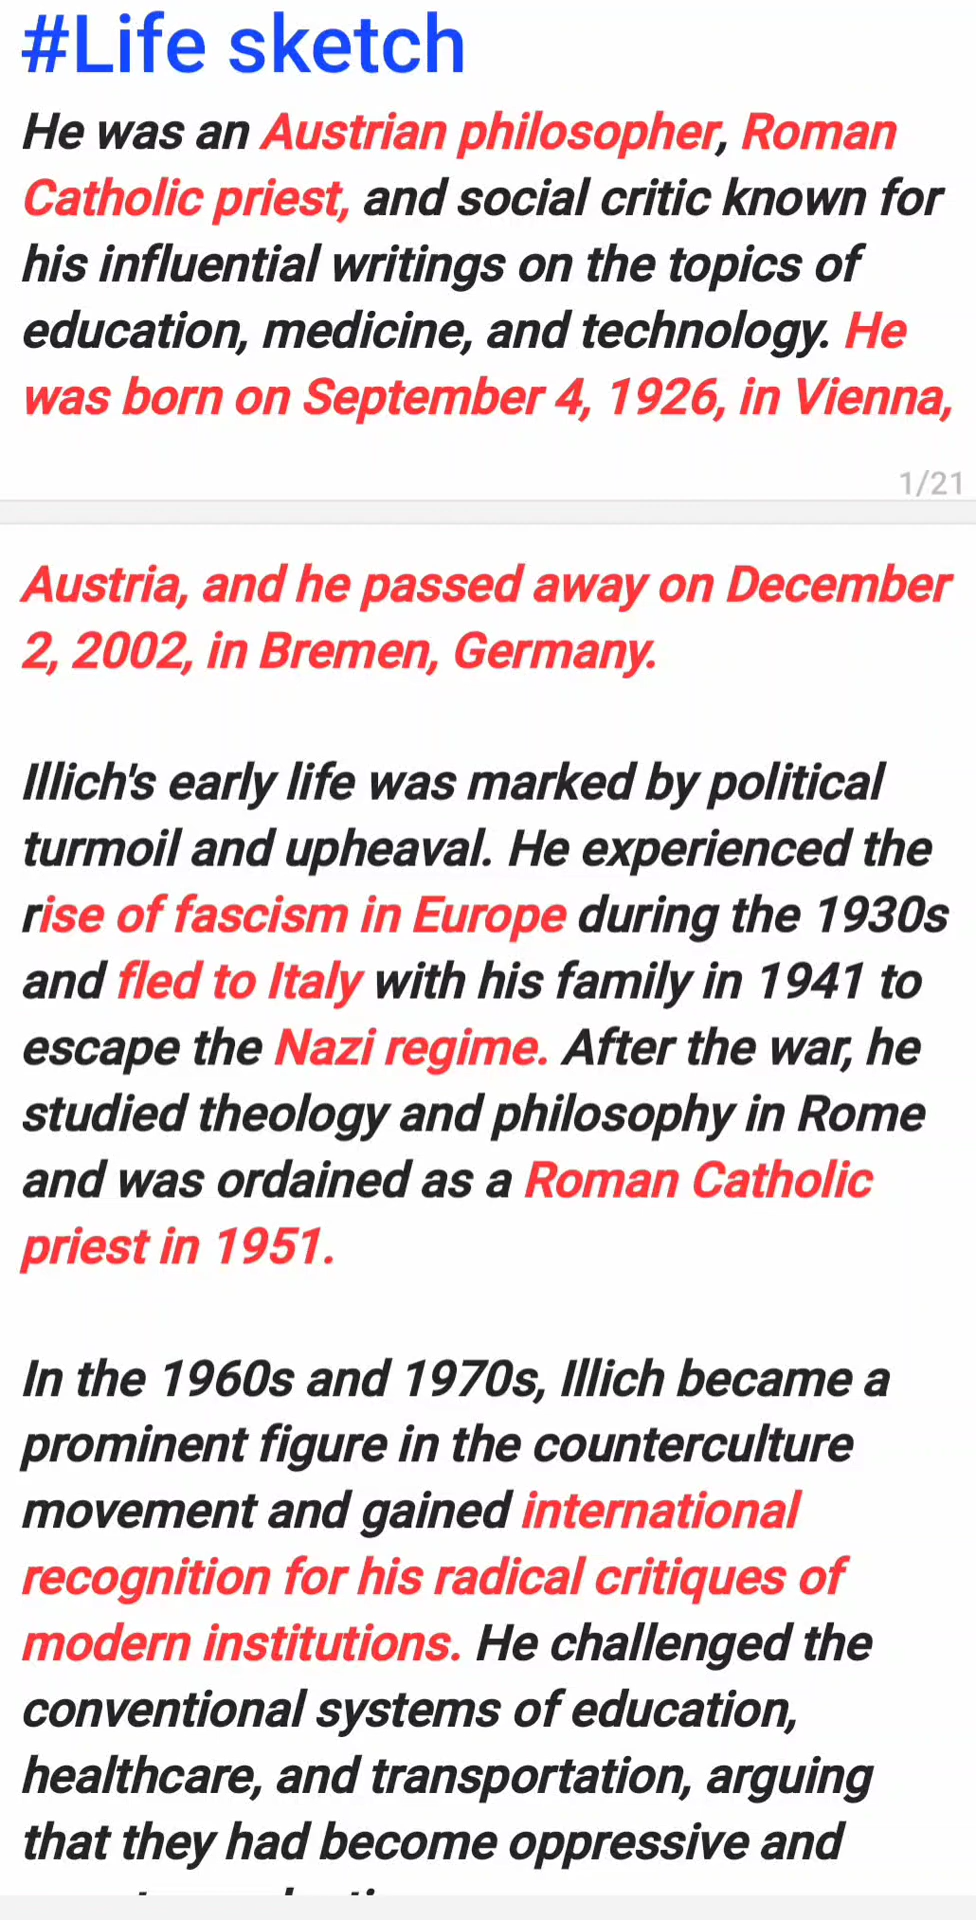 #Life sketch
He was an Austrian philosopher, Roman
Catholic priest, and social critic known for
his influential writings on the topics of
education, medicine, and technology. He
was born on September 4, 1926, in Vienna,
1/21
Austria, and he passed away on December
2, 2002, in Bremen, Germany.
Illich's early life was marked by political
turmoil and upheaval. He experienced the
rise of fascism in Europe during the 1930s
and fled to Italy with his family in 1941 to
escape the Nazi regime. After the war, he
studied theology and philosophy in Rome
and was ordained as a Roman Catholic
priest in 1951.
In the 1960s and 1970s, Illich became a
prominent figure in the counterculture
movement and gained international
recognition for his radical critiques of
modern institutions. He challenged the
conventional systems of education,
healthcare, and transportation, arguing
that they had become oppressive and